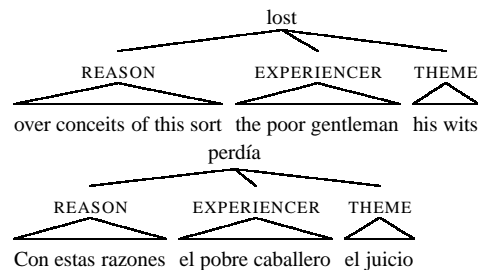 lost
REASON EXPERIENCER THEME
over conceits of this sort the poor gentleman his wits
perdía
REASON EXPERIENCER THEME
Con estas razones el pobre caballero el juicio